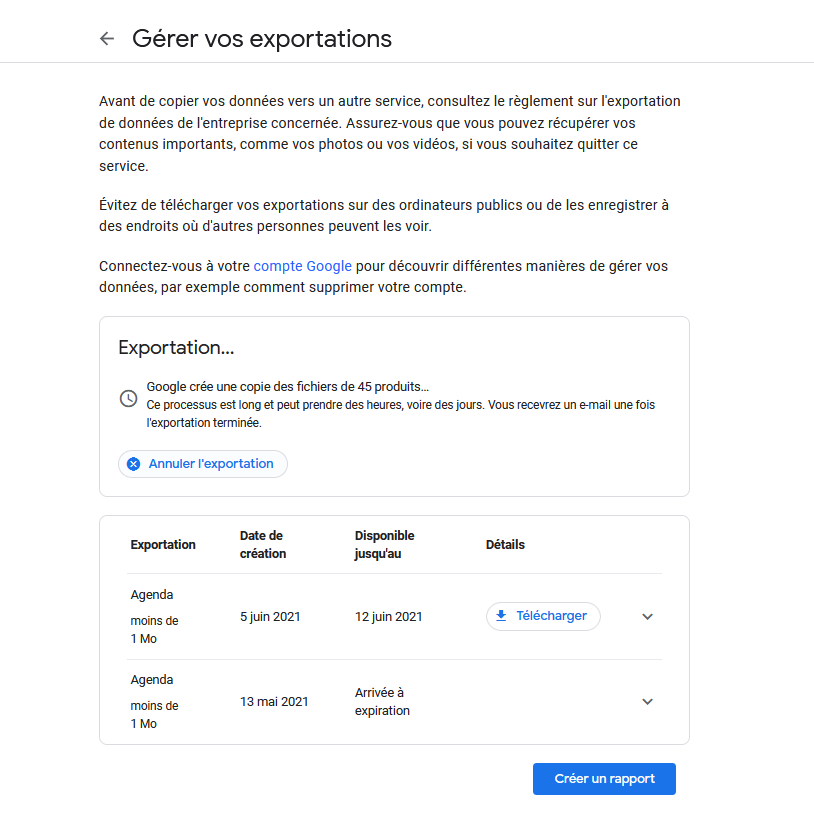 Gérer vos exportations
Avant de copier vos données vers un autre service, consultez le règlement sur l'exportation
de données de l'entreprise concernée. Assurez-vous que vous pouvez récupérer vos
contenus importants, comme vos photos ou vos vidéos, si vous souhaitez quitter ce
service.
Évitez de télécharger vos exportations sur des ordinateurs publics ou de les enregistrer à
des endroits où d'autres personnes peuvent les voir.
Connectez-vous à votre compte Google pour découvrir différentes manières de gérer vos
données, par exemple comment supprimer votre compte.
Exportation...
Google crée une copie des fichiers de 45 produits…
Ce processus est long et peut prendre des heures, voire des jours. Vous recevrez un e-mail une fois
l'exportation terminée.
Annuler l'exportation
Exportation
Date de
création
Disponible
jusqu'au
Détails
Agenda
moins de
1 Mo
5 juin 2021
12 juin 2021
Télécharger
Agenda
moins de
1 Mo
13 mai 2021
Arrivée à
expiration
Créer un rapport